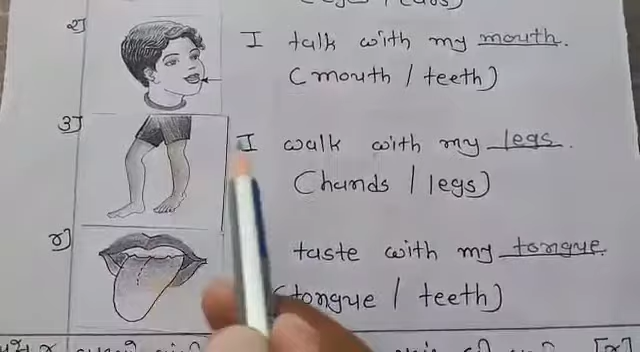 I talk with my mouth.
(mouth / teeth)
I walk with my legs.
(hands / legs)
taste with my tongue.
(tongue / teeth)